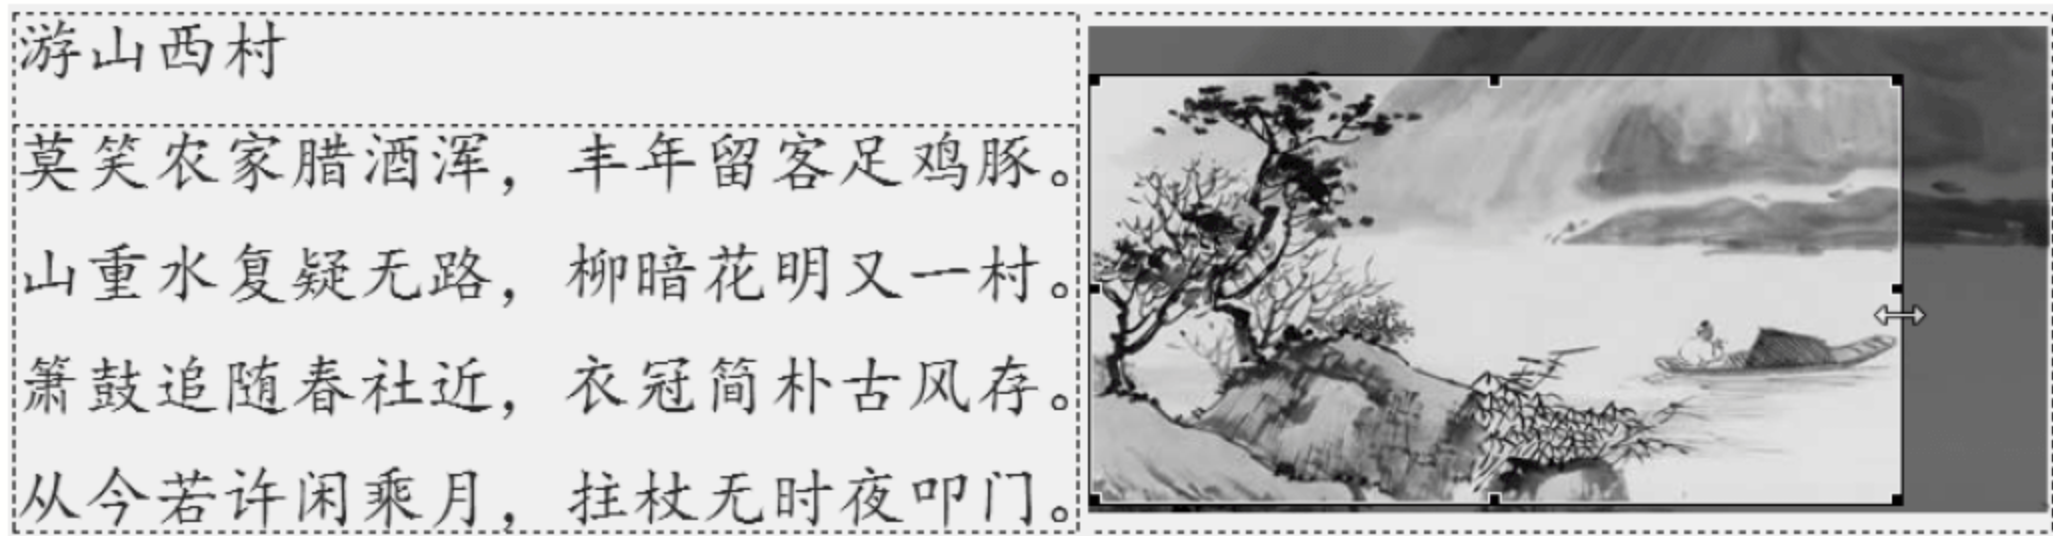 游山西村
莫笑农家腊酒浑，丰年留客足鸡豚。
山重水复疑无路，柳暗花明又一村。
箫鼓追随春社近，衣冠简朴古风存。
从今若许闲乘月，拄杖无时夜叩门。